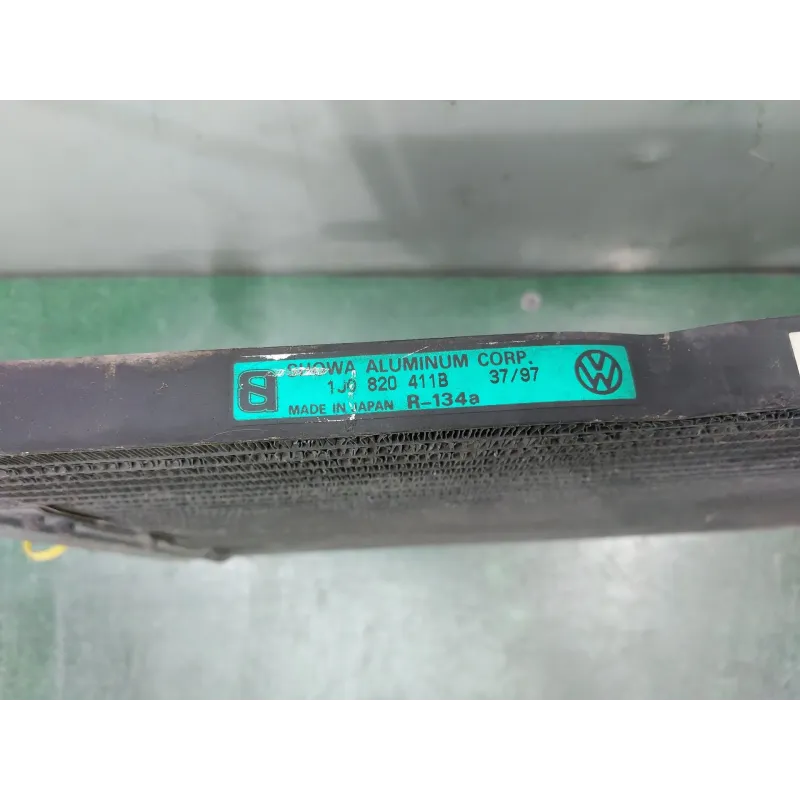 SHOWA ALUMINUM CORP.
1J0 820 411B 37/97
MADE IN JAPAN R-134a